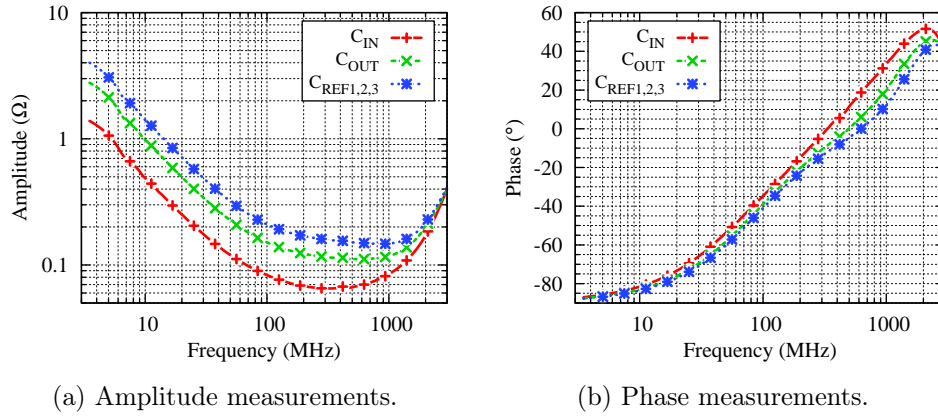 Amplitude (Ω)
10
1
0.1
C_IN
C_OUT
C_REF1,2,3
10 100 1000
Frequency (MHz)
(a) Amplitude measurements.
Phase (°)
60
40
20
0
-20
-40
-60
-80
C_IN
C_OUT
C_REF1,2,3
10 100 1000
Frequency (MHz)
(b) Phase measurements.